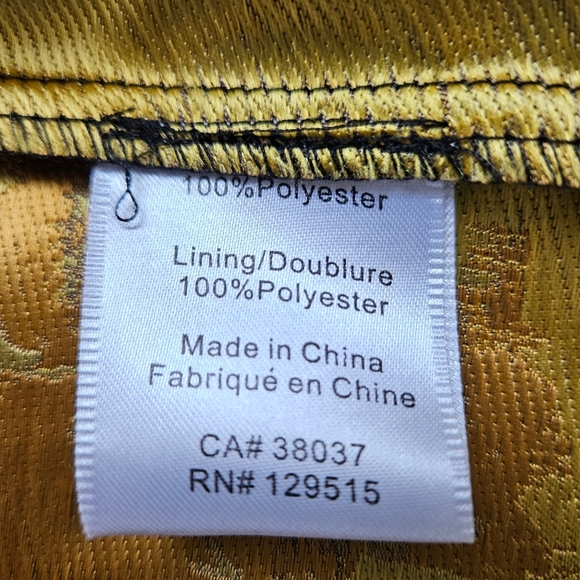 100%Polyester
Lining/Doublure
100%Polyester
Made in China
Fabriqué en Chine
CA# 38037
RN# 129515